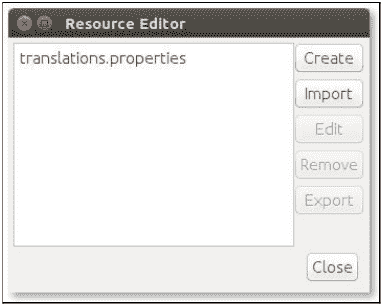 Resource Editor
translations.properties
Create
Import
Edit
Remove
Export
Close